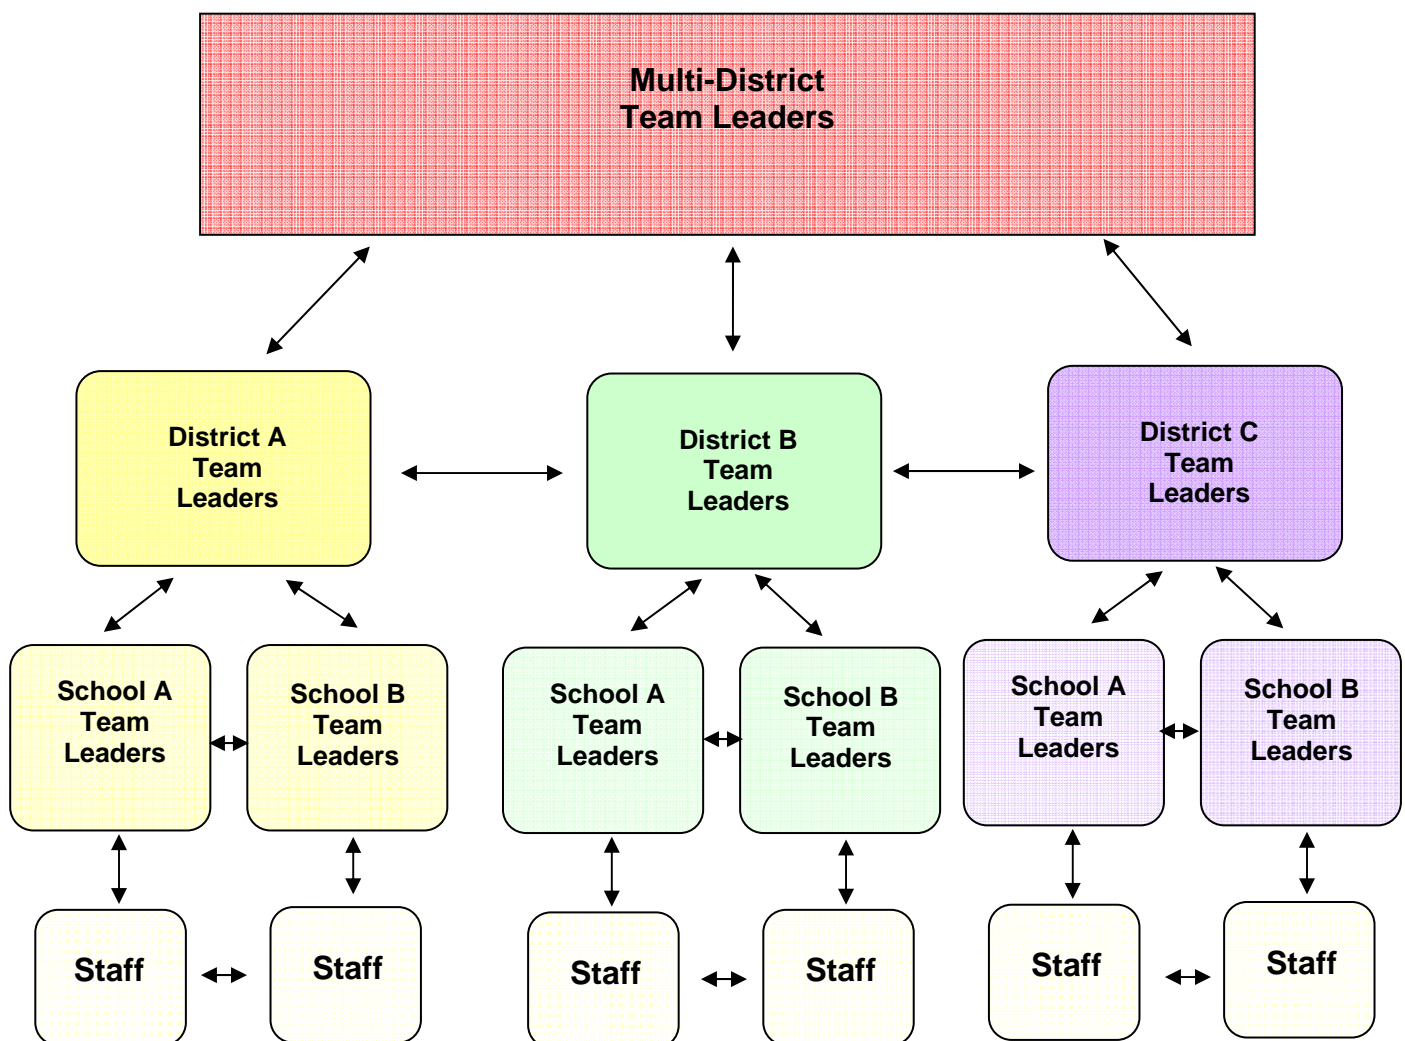 Multi-District
Team Leaders
District A
Team
Leaders
District B
Team
Leaders
District C
Team
Leaders
School A
Team
Leaders
School B
Team
Leaders
School A
Team
Leaders
School B
Team
Leaders
School A
Team
Leaders
School B
Team
Leaders
Staff
Staff
Staff
Staff
Staff
Staff